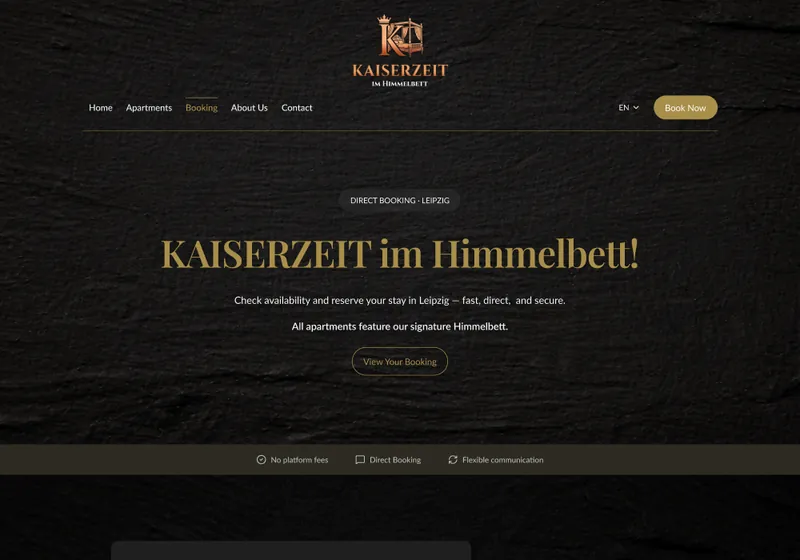 KAISERZEIT
IM HIMMELBETT
Home Apartments Booking About Us Contact EN Book Now
DIRECT BOOKING · LEIPZIG
KAISERZEIT im Himmelbett!
Check availability and reserve your stay in Leipzig — fast, direct, and secure.
All apartments feature our signature Himmelbett.
View Your Booking
No platform fees Direct Booking Flexible communication